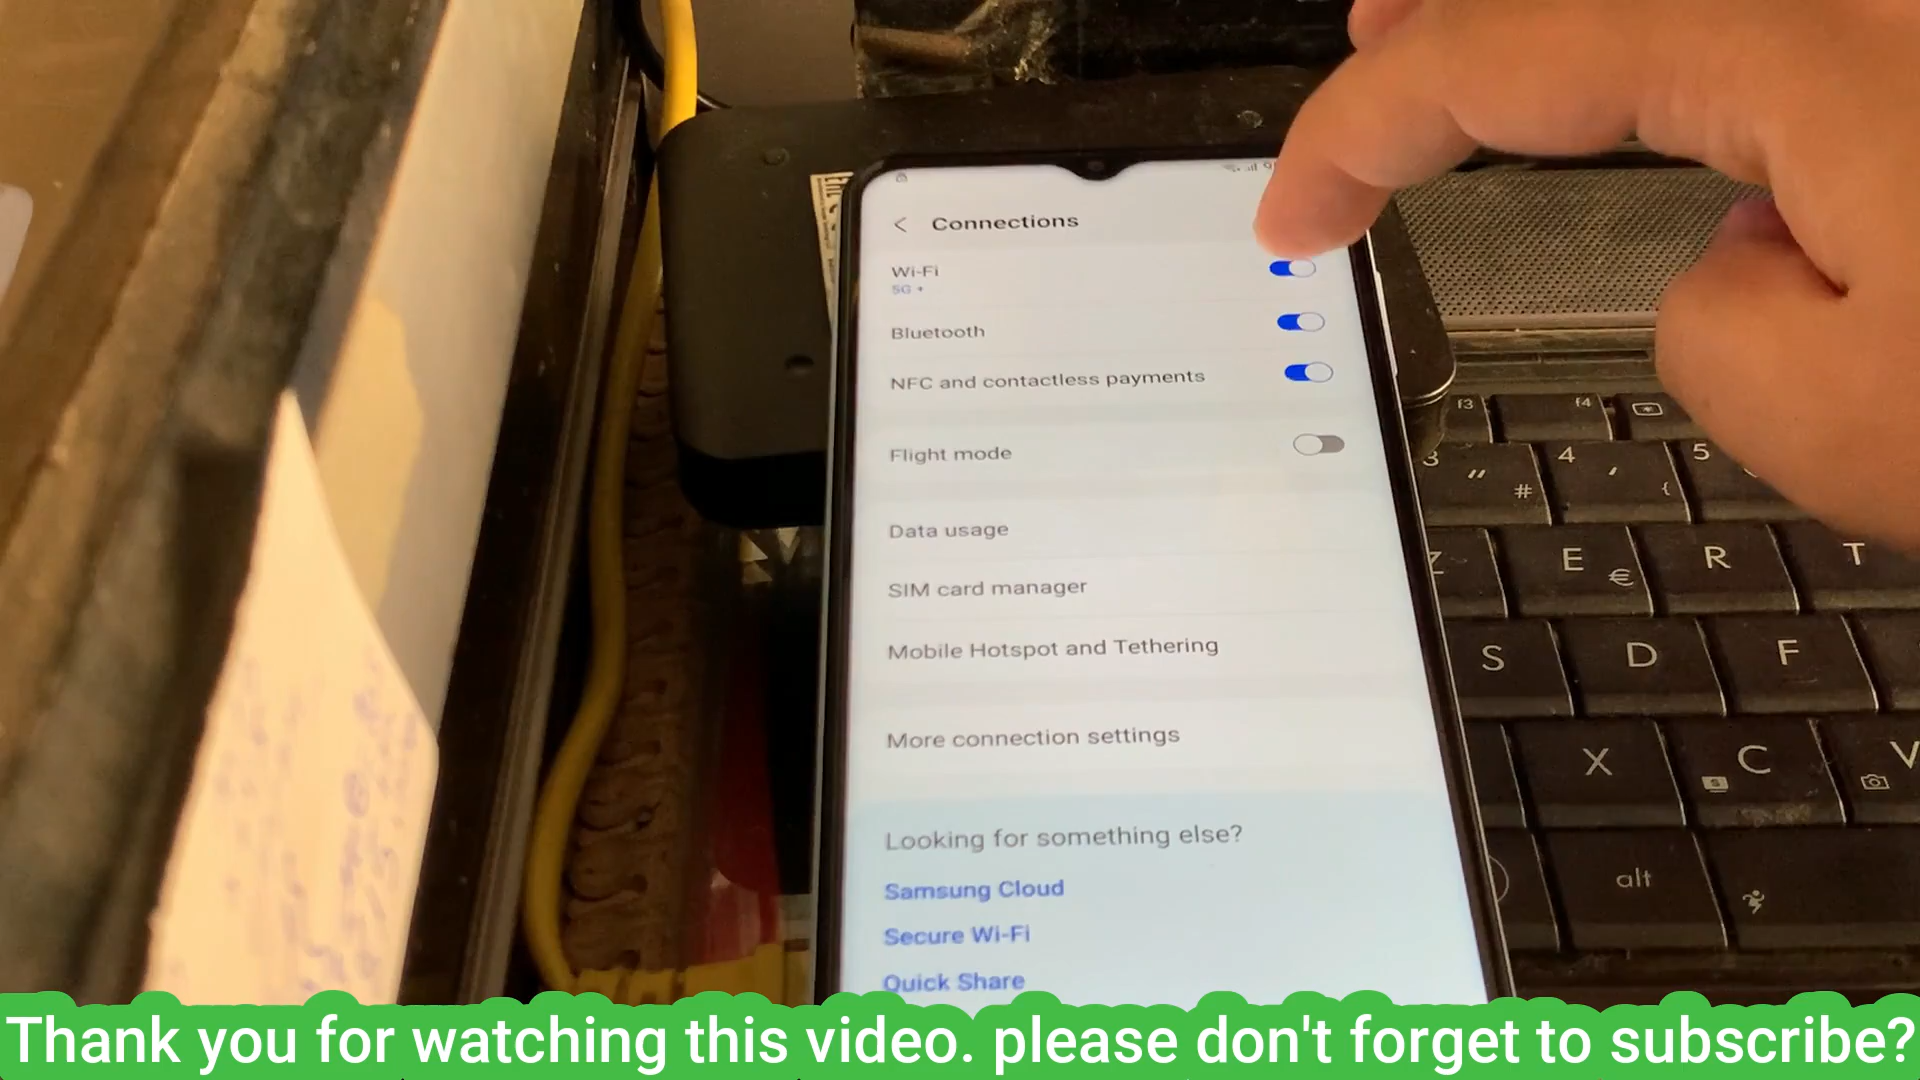 Connections
Wi-Fi
5G +
Bluetooth
NFC and contactless payments
Flight mode
Data usage
SIM card manager
Mobile Hotspot and Tethering
More connection settings
Looking for something else?
Samsung Cloud
Secure Wi-Fi
Quick Share
f3 f4
3 " # 4 ' { 5
E € R T
S D F
X C V
alt
Thank you for watching this video. please don't forget to subscribe?